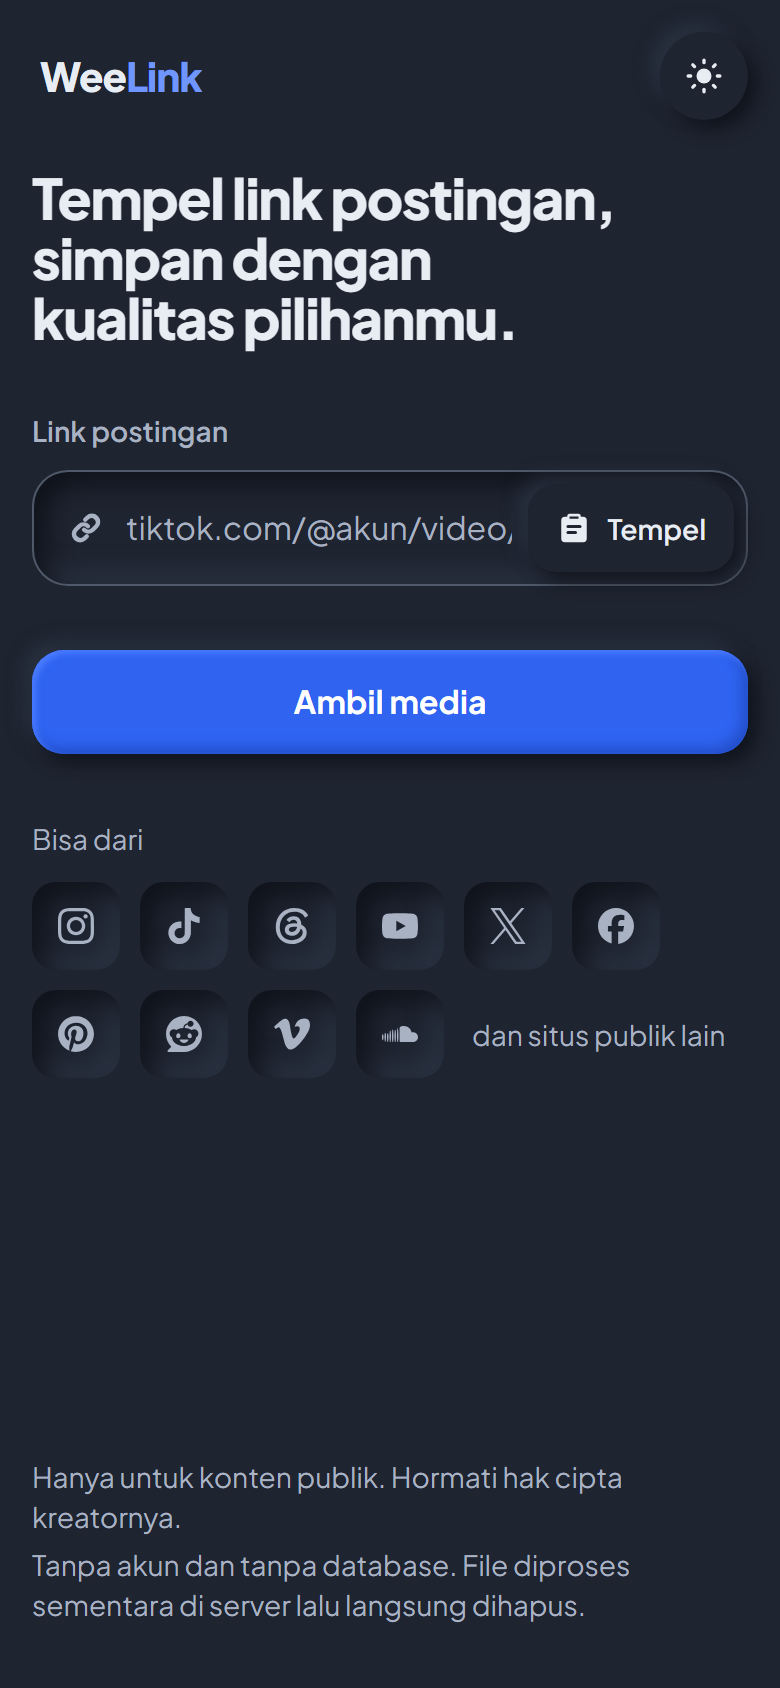 WeeLink
Tempel link postingan,
simpan dengan
kualitas pilihanmu.
Link postingan
tiktok.com/@akun/video/
Tempel
Ambil media
Bisa dari
dan situs publik lain
Hanya untuk konten publik. Hormati hak cipta
kreatornya.
Tanpa akun dan tanpa database. File diproses
sementara di server lalu langsung dihapus.